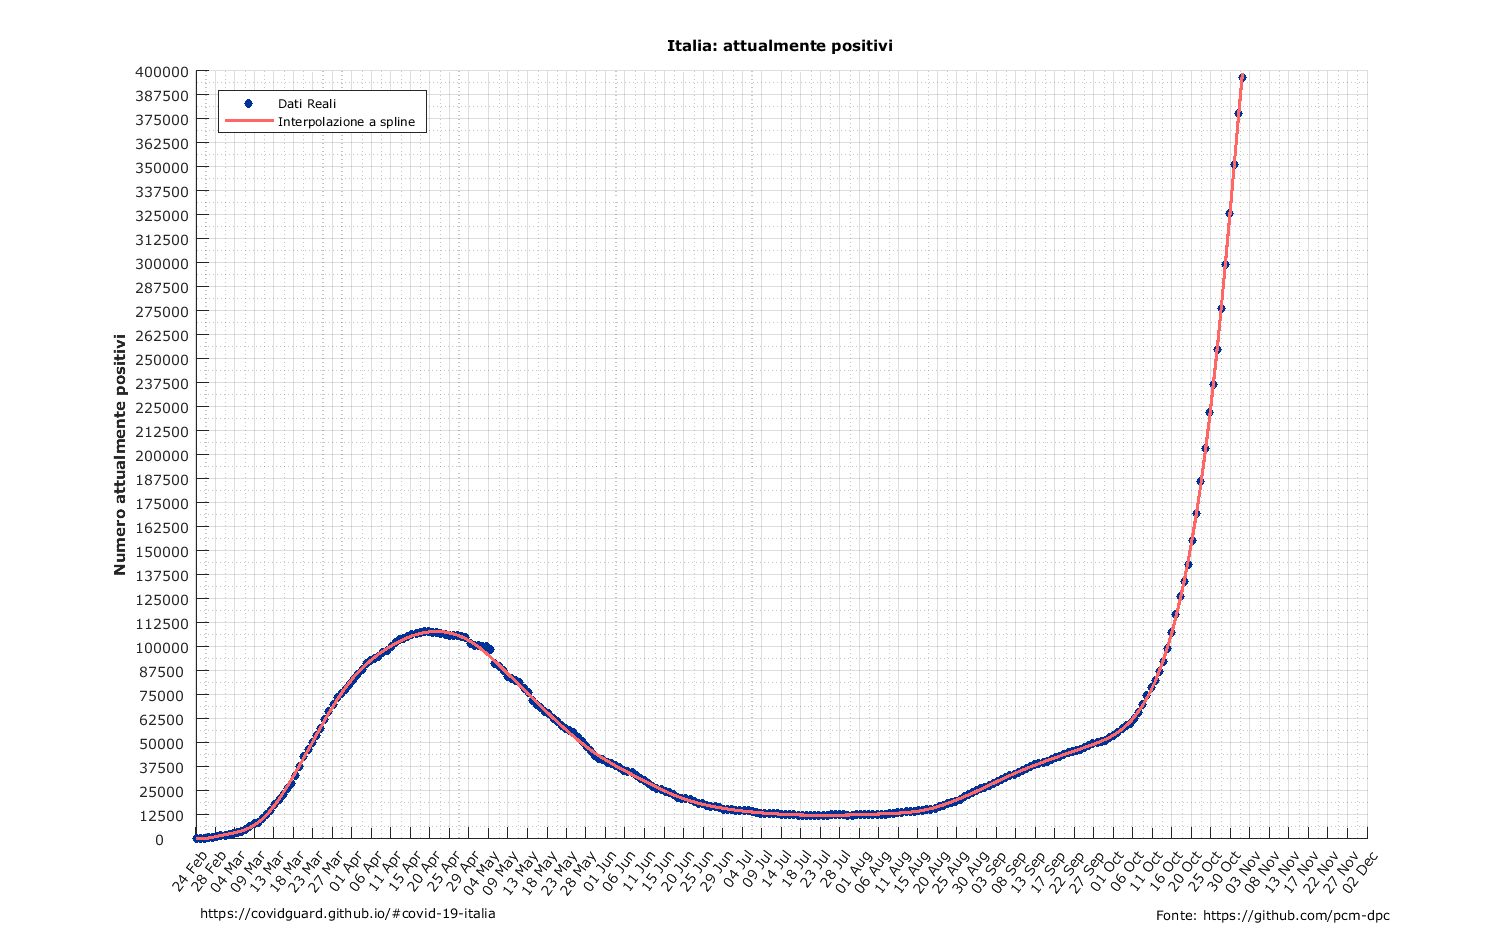 Italia: attualmente positivi
400000
387500
375000
362500
350000
337500
325000
312500
300000
287500
275000
262500
250000
237500
225000
212500
200000
187500
175000
162500
150000
137500
125000
112500
100000
87500
75000
62500
50000
37500
25000
12500
0
Numero attualmente positivi
Dati Reali
Interpolazione a spline
24 Feb
28 Feb
04 Mar
09 Mar
13 Mar
18 Mar
23 Mar
27 Mar
01 Apr
06 Apr
11 Apr
15 Apr
20 Apr
25 Apr
29 Apr
04 May
09 May
13 May
18 May
23 May
28 May
01 Jun
06 Jun
11 Jun
15 Jun
20 Jun
25 Jun
29 Jun
04 Jul
09 Jul
14 Jul
18 Jul
23 Jul
28 Jul
01 Aug
06 Aug
11 Aug
15 Aug
20 Aug
25 Aug
30 Aug
03 Sep
08 Sep
13 Sep
17 Sep
22 Sep
27 Sep
01 Oct
06 Oct
11 Oct
16 Oct
20 Oct
25 Oct
30 Oct
03 Nov
08 Nov
13 Nov
17 Nov
22 Nov
27 Nov
02 Dec
https://covidguard.github.io/#covid-19-italia
Fonte: https://github.com/pcm-dpc